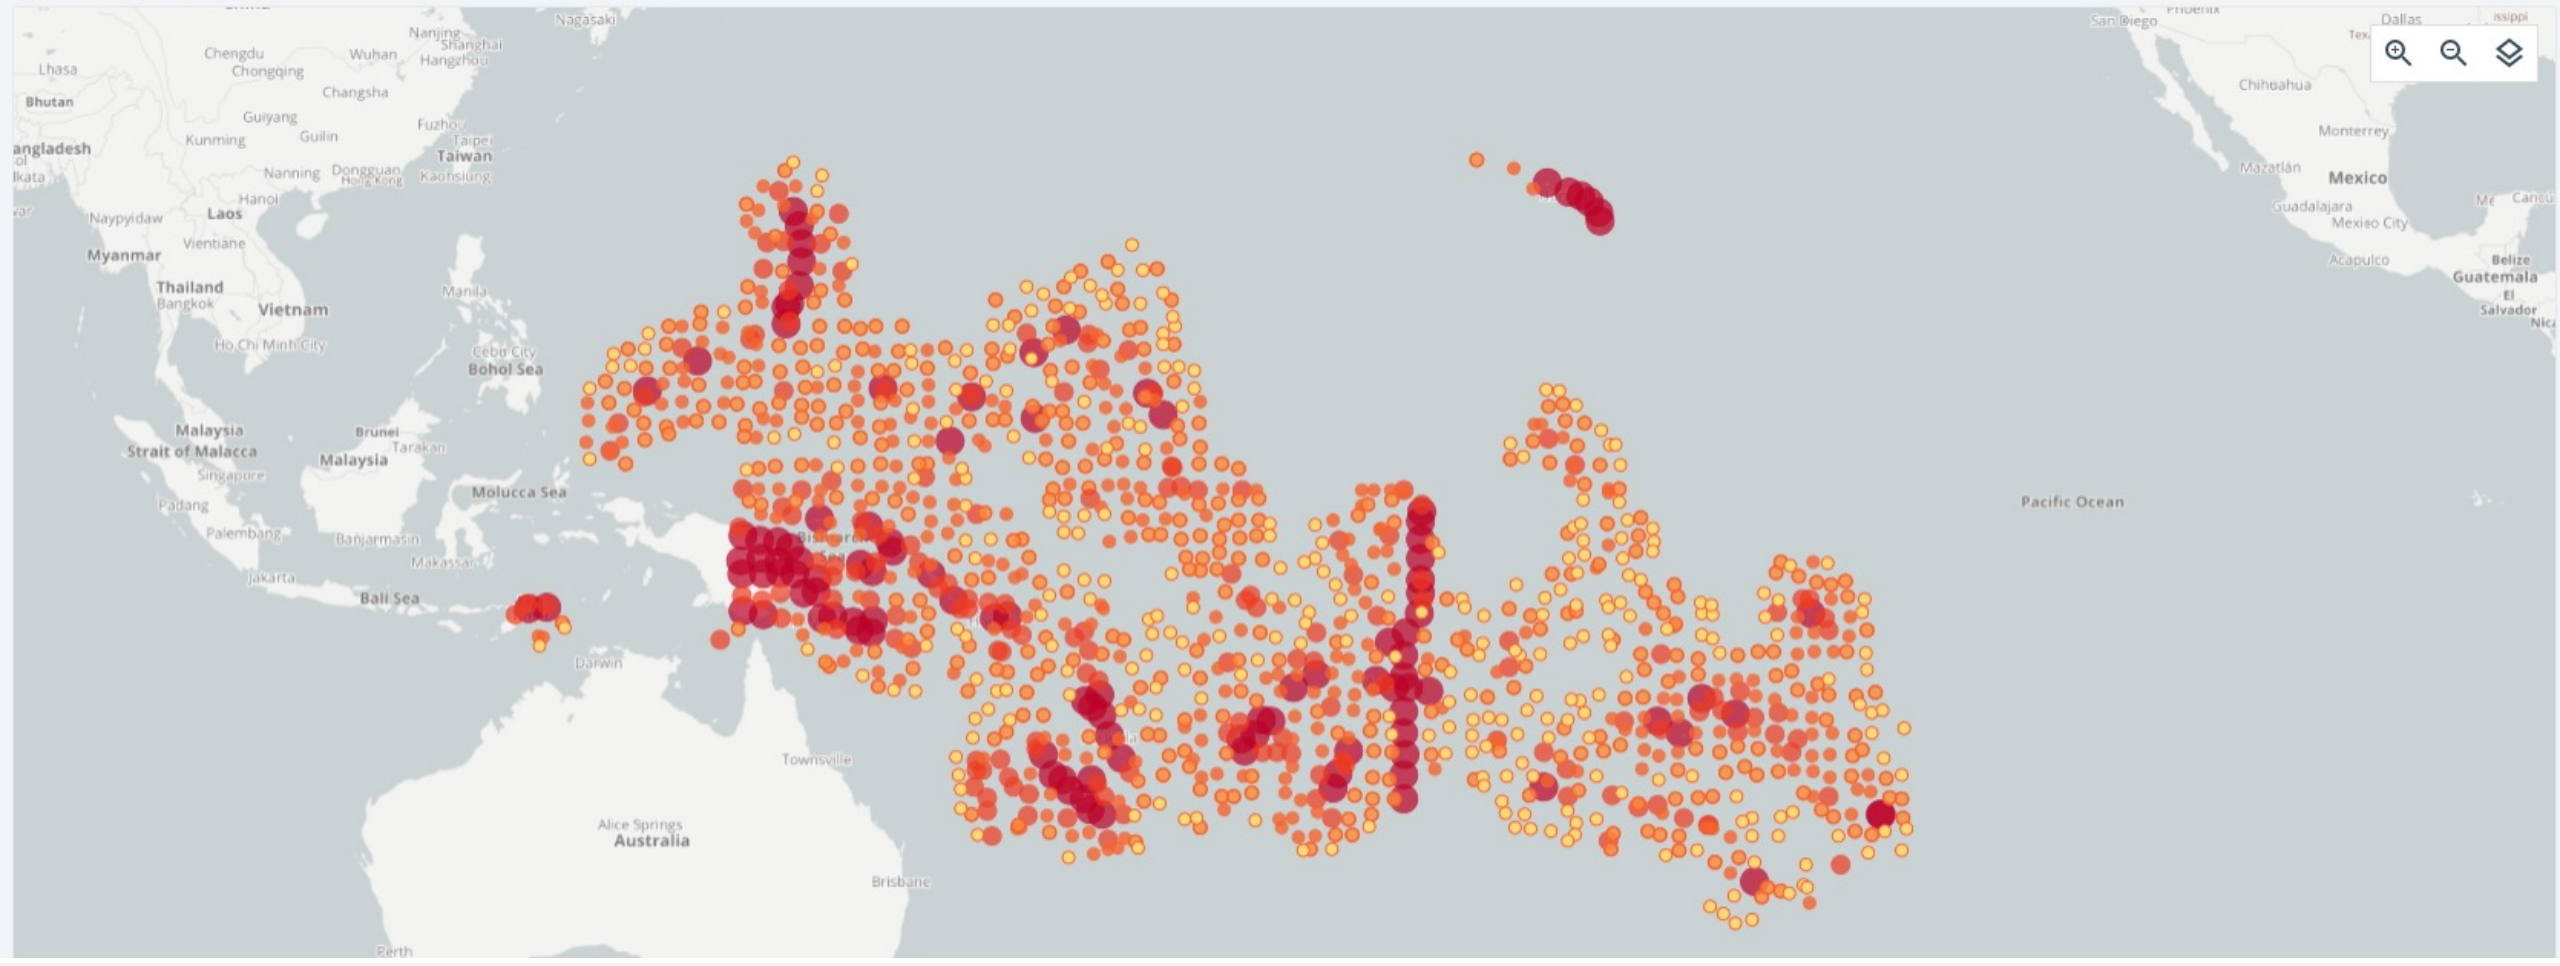 Nagasaki
San Diego
Dallas
issippi
Nanjing
Shanghai
Hangzhou
Chengdu
Wuhan
Lhasa
Chongqing
Chihuahua
Changsha
Bhutan
Guiyang
Fuzhou
Monterrey
Kunming
Guilin
Taipei
angladesh
Taiwan
lkata
Nanning
Dongguan
Hong Kong
Kaohsiung
Mazatlán
Mexico
Hanoi
Naypyidaw
Laos
Guadalajara
Mexico City
Vientiane
Myanmar
Acapulco
Belize
Guatemala
Thailand
Bangkok
Manila
El
Salvador
Vietnam
Ho Chi Minh City
Cebu City
Bohol Sea
Malaysia
Brunei
Strait of Malacca
Tarakan
Malaysia
Singapore
Molucca Sea
Padang
Pacific Ocean
Palembang
Banjarmasin
Makassar
Jakarta
Bali Sea
Darwin
Townsville
Alice Springs
Australia
Brisbane
Perth